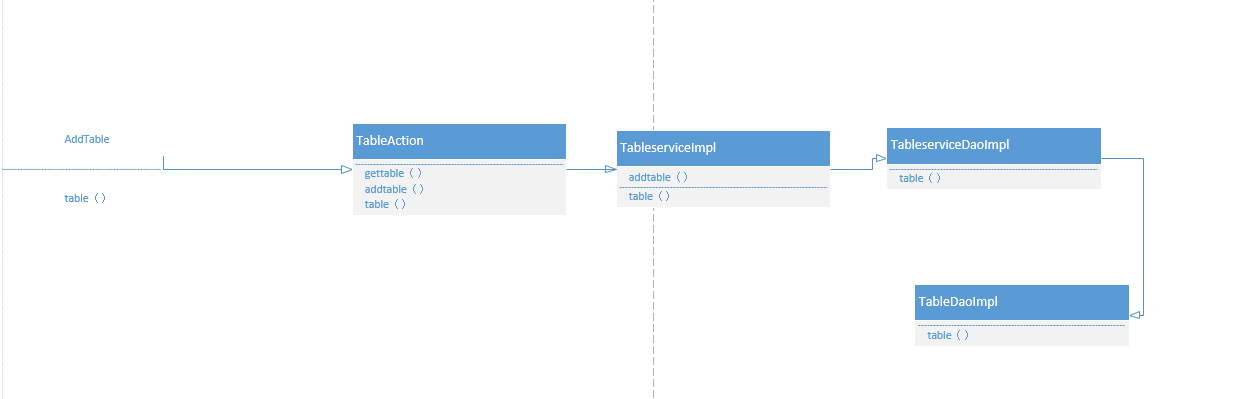 AddTable
table（）
TableAction
gettable（）
addtable（）
table（）
TableserviceImpl
addtable（）
table（）
TableserviceDaoImpl
table（）
TableDaoImpl
table（）